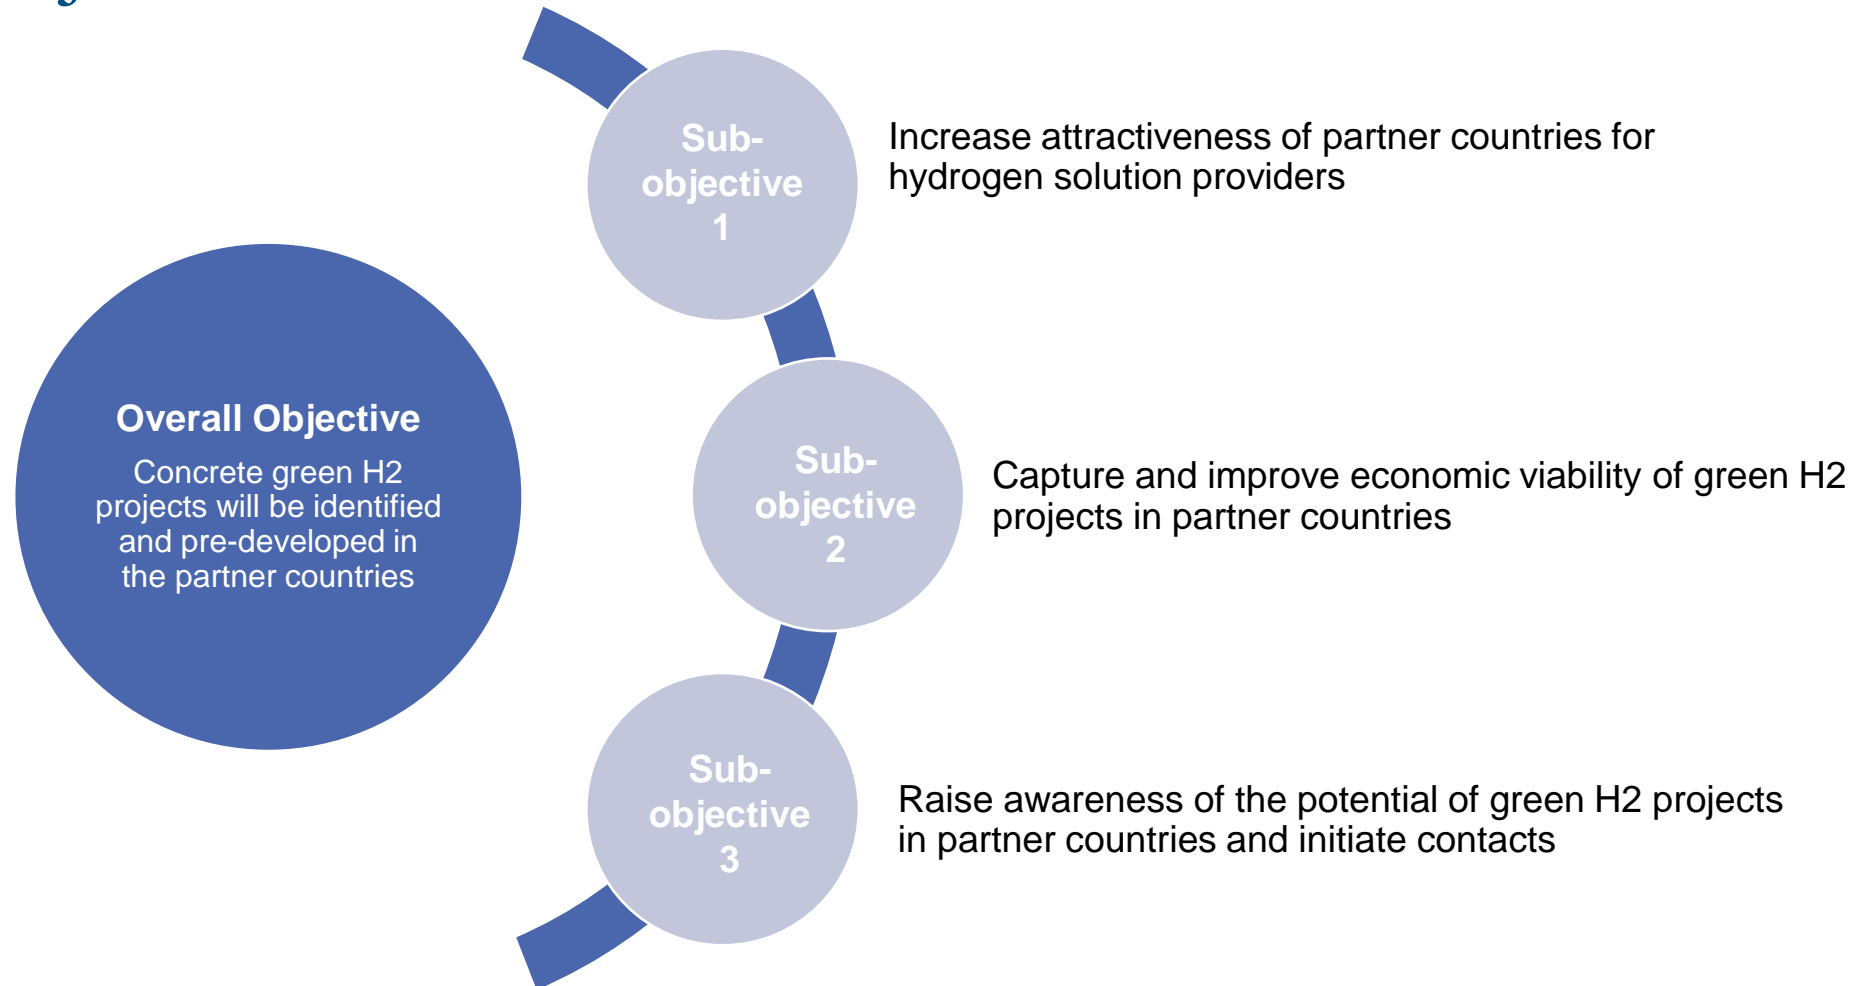 Overall Objective
Concrete green H2
projects will be identified
and pre-developed in
the partner countries
Sub-
objective
1
Increase attractiveness of partner countries for
hydrogen solution providers
Sub-
objective
2
Capture and improve economic viability of green H2
projects in partner countries
Sub-
objective
3
Raise awareness of the potential of green H2 projects
in partner countries and initiate contacts